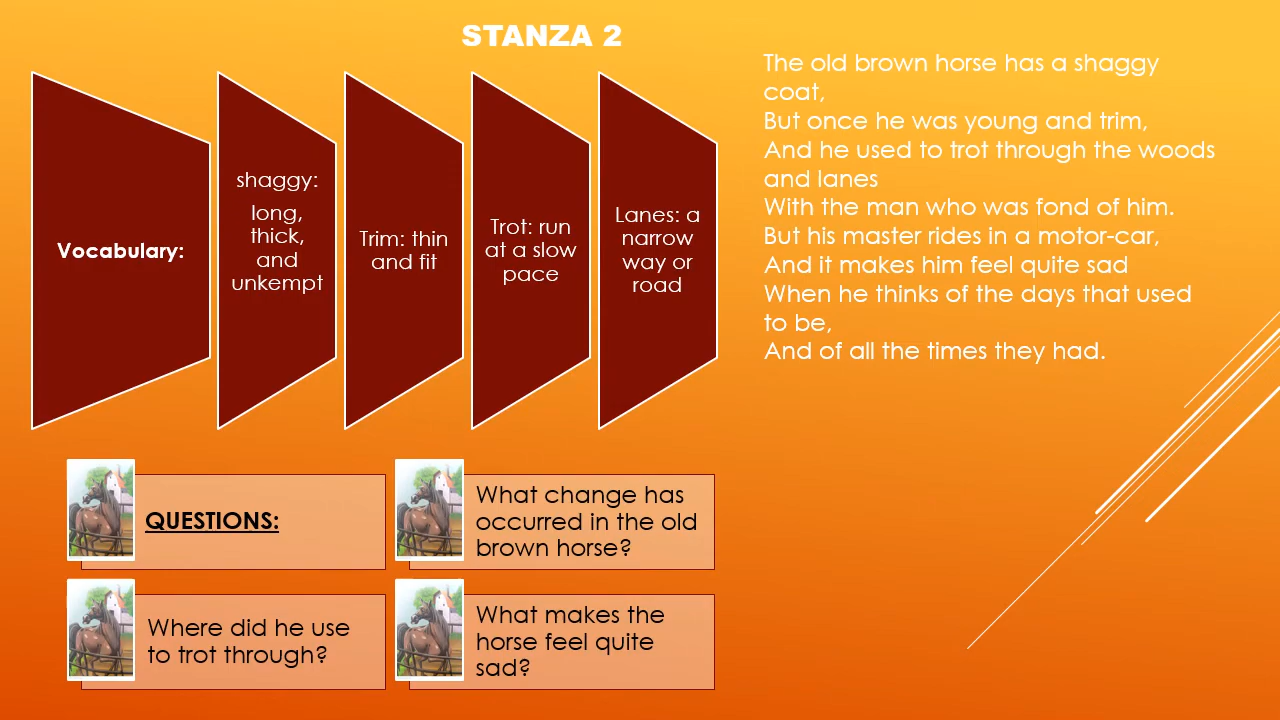 STANZA 2
Vocabulary:
shaggy:
long,
thick,
and
unkempt
Trim: thin
and fit
Trot: run
at a slow
pace
Lanes: a
narrow
way or
road
The old brown horse has a shaggy
coat,
But once he was young and trim,
And he used to trot through the woods
and lanes
With the man who was fond of him.
But his master rides in a motor-car,
And it makes him feel quite sad
When he thinks of the days that used
to be,
And of all the times they had.
QUESTIONS:
What change has
occurred in the old
brown horse?
Where did he use
to trot through?
What makes the
horse feel quite
sad?